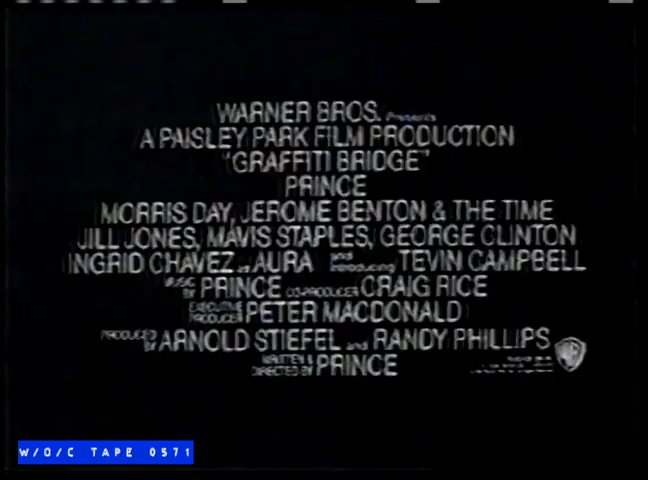 WARNER BROS. Presents
A PAISLEY PARK FILM PRODUCTION
"GRAFFITI BRIDGE"
PRINCE
MORRIS DAY, JEROME BENTON & THE TIME
JILL JONES, MAVIS STAPLES, GEORGE CLINTON
INGRID CHAVEZ as AURA and introducing TEVIN CAMPBELL
MUSIC BY PRINCE CO-PRODUCER CRAIG RICE
EXECUTIVE PRODUCER PETER MACDONALD
PRODUCED BY ARNOLD STIEFEL and RANDY PHILLIPS
WRITTEN & DIRECTED BY PRINCE
W/O/C TAPE 0571